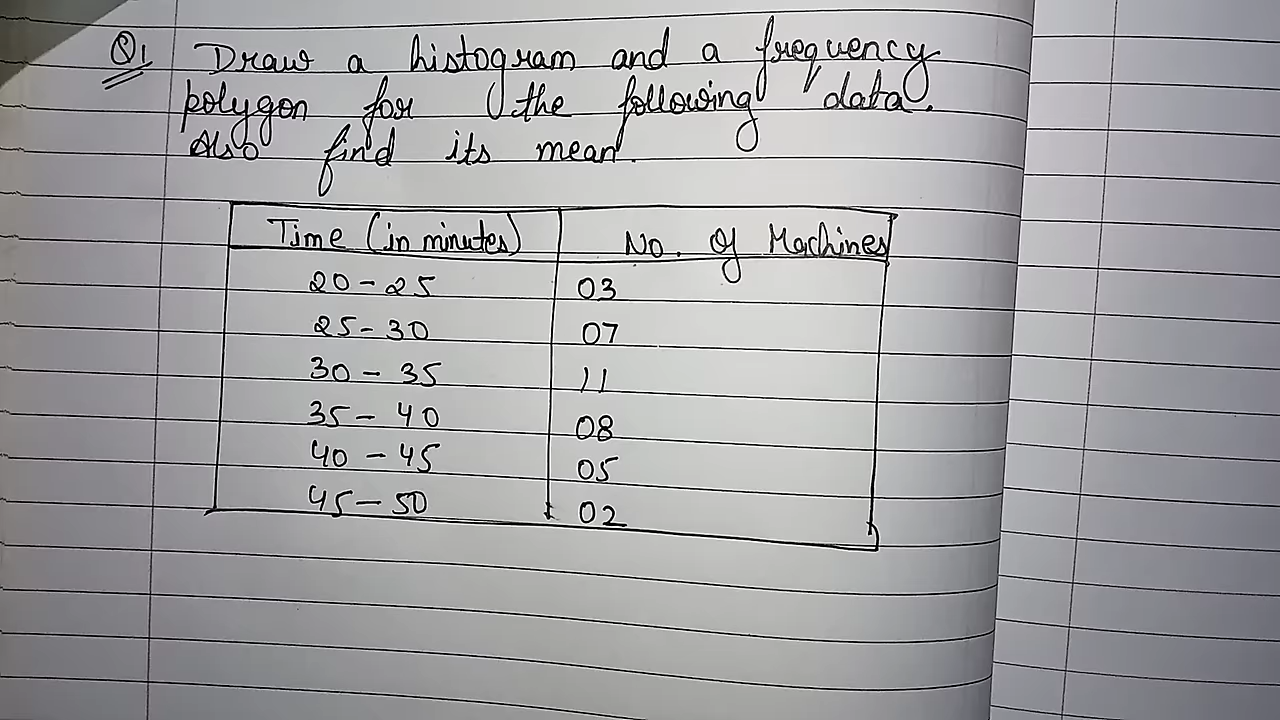 Q1 Draw a histogram and a frequency
polygon for the following data.
Also find its mean.
Time (in minutes) No. of Machines
20 - 25 03
25 - 30 07
30 - 35 11
35 - 40 08
40 - 45 05
45 - 50 02